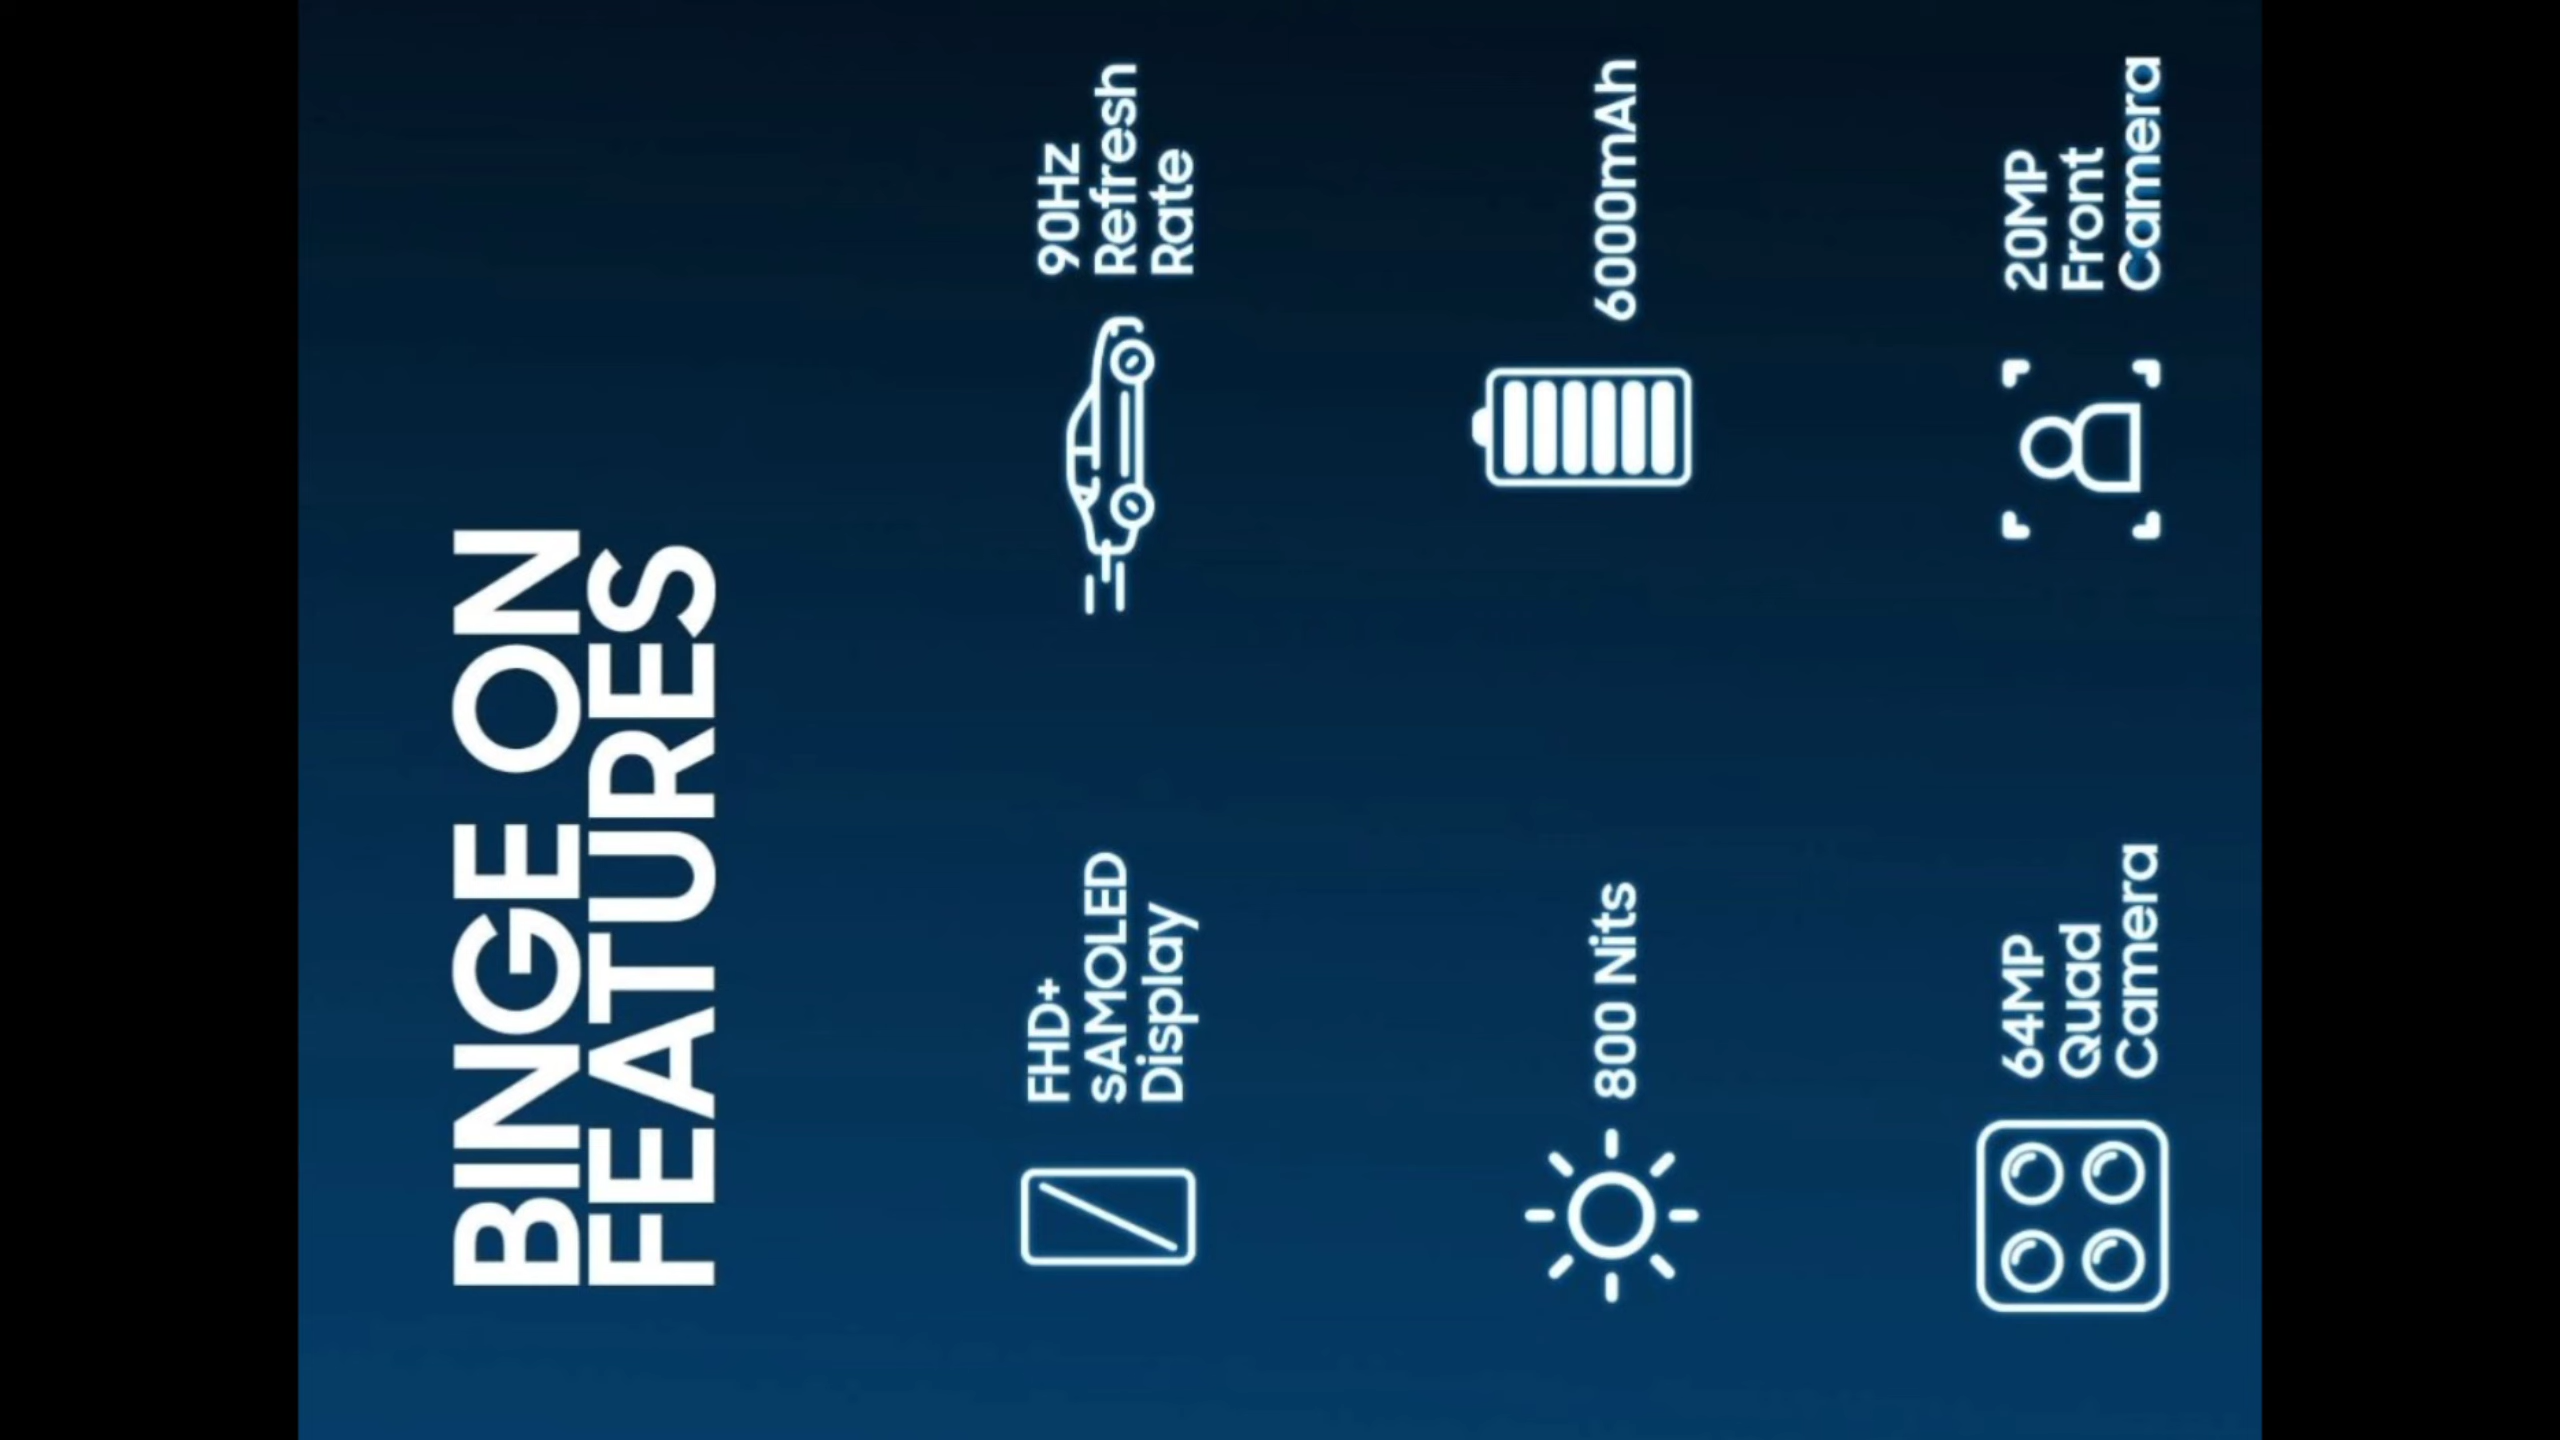 BINGE ON
FEATURES
FHD+
sAMOLED
Display
90Hz
Refresh
Rate
800 Nits
6000mAh
64MP
Quad
Camera
20MP
Front
Camera